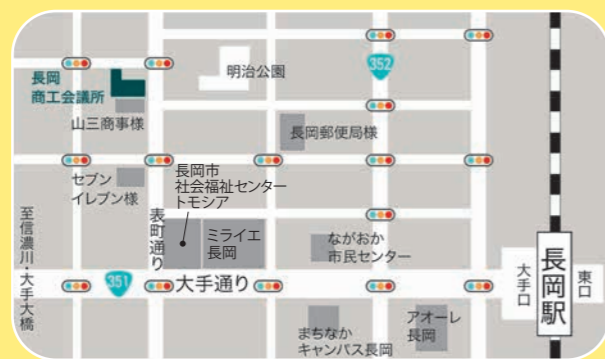 明治公園
352
長岡
商工会議所
山三商事様
長岡郵便局様
セブン
イレブン様
長岡市
社会福祉センター
トモシア
表町通り
ミライエ
長岡
ながおか
市民センター
至信濃川・大手大橋
351
大手通り
大手口
長岡駅
東口
まちなか
キャンパス長岡
アオーレ
長岡